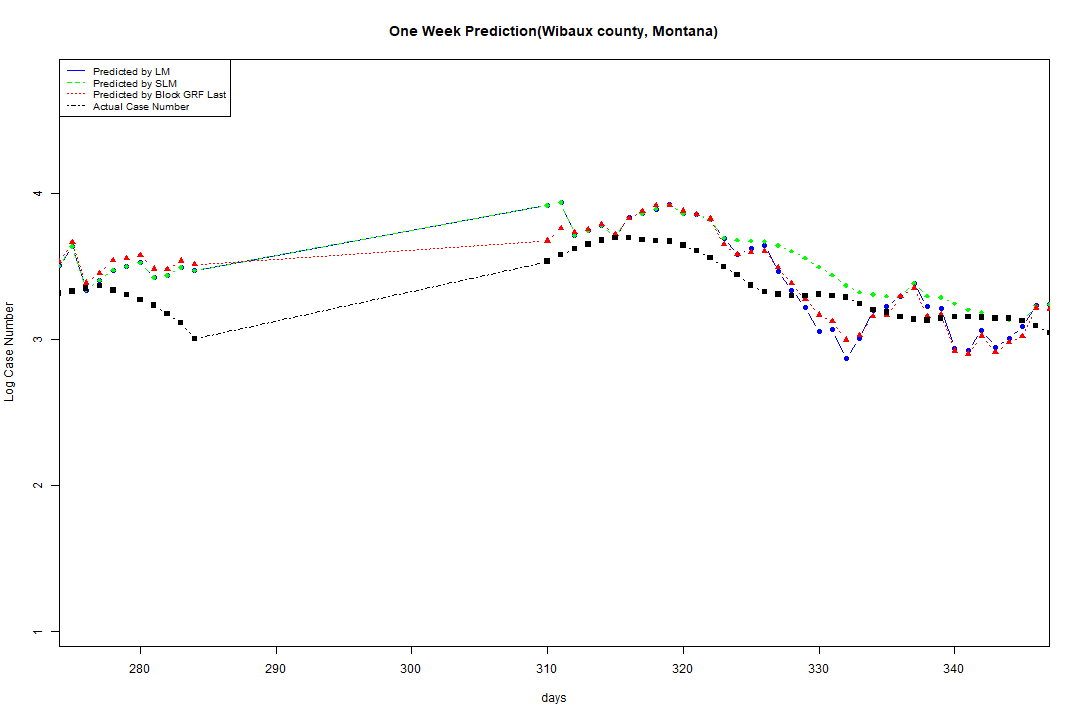 One Week Prediction(Wibaux county, Montana)
Predicted by LM
Predicted by SLM
Predicted by Block GRF Last
Actual Case Number
4
3
2
1
Log Case Number
280 290 300 310 320 330 340
days